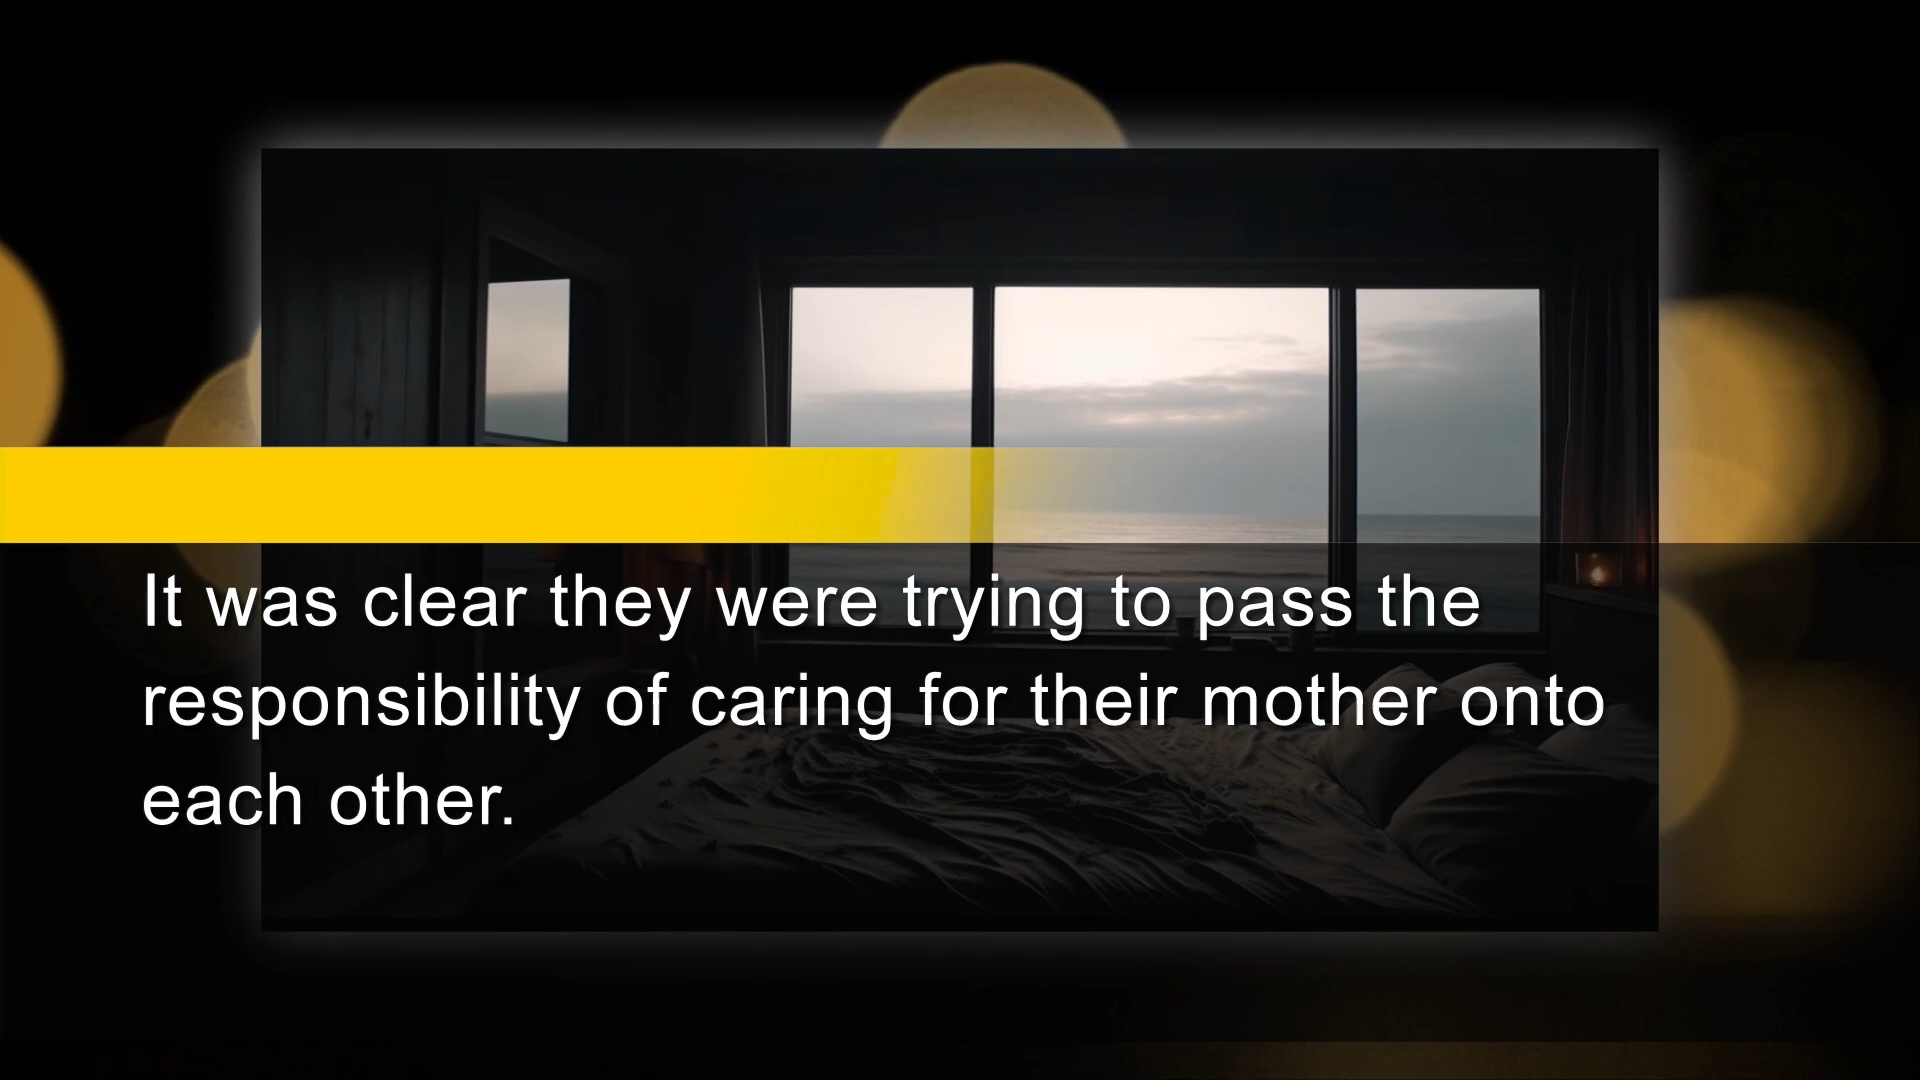 It was clear they were trying to pass the
responsibility of caring for their mother onto
each other.